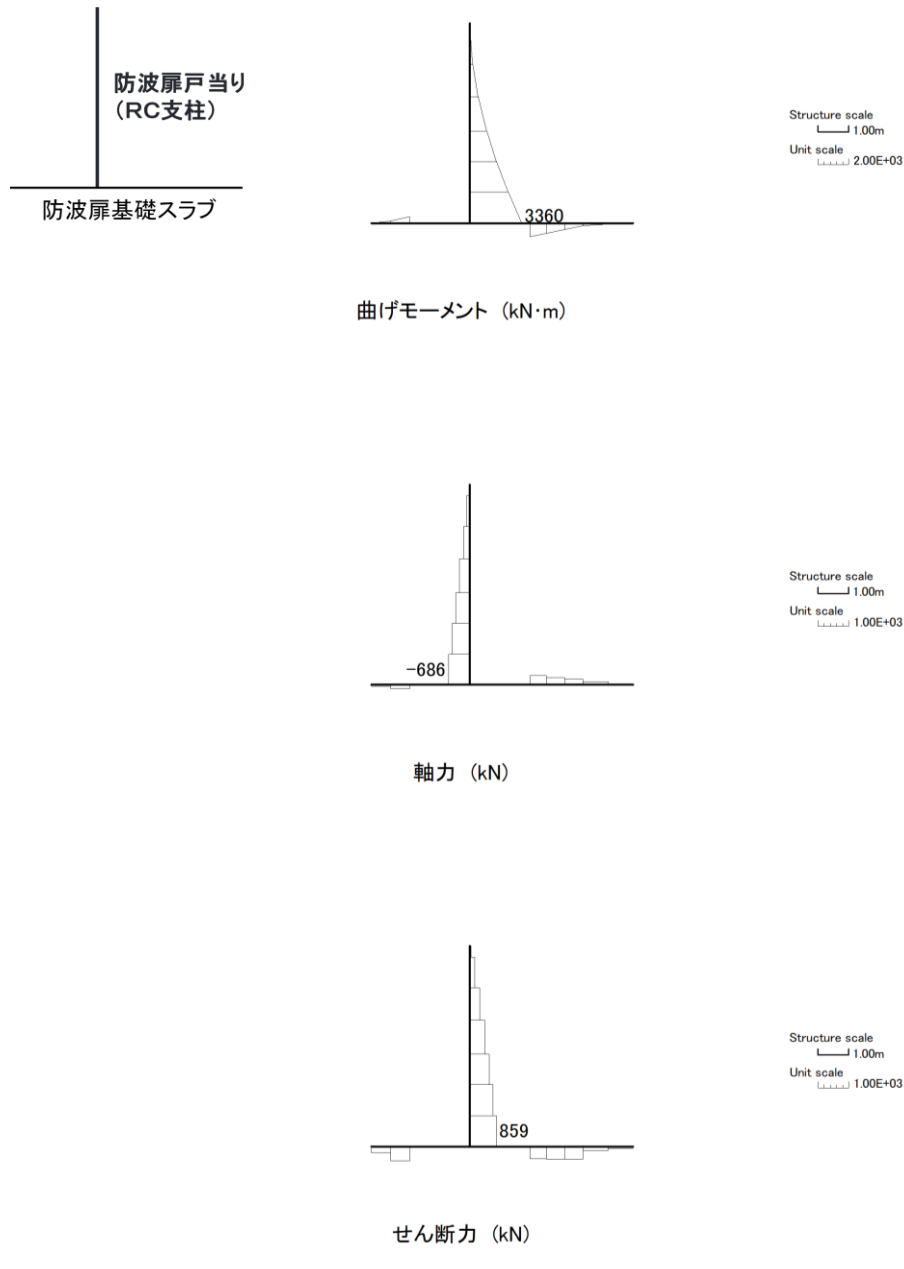 防波扉戸当り
(RC支柱)
防波扉基礎スラブ
3360
Structure scale
1.00m
Unit scale
2.00E+03
曲げモーメント (kN・m)
-686
Structure scale
1.00m
Unit scale
1.00E+03
軸力 (kN)
859
Structure scale
1.00m
Unit scale
1.00E+03
せん断力 (kN)